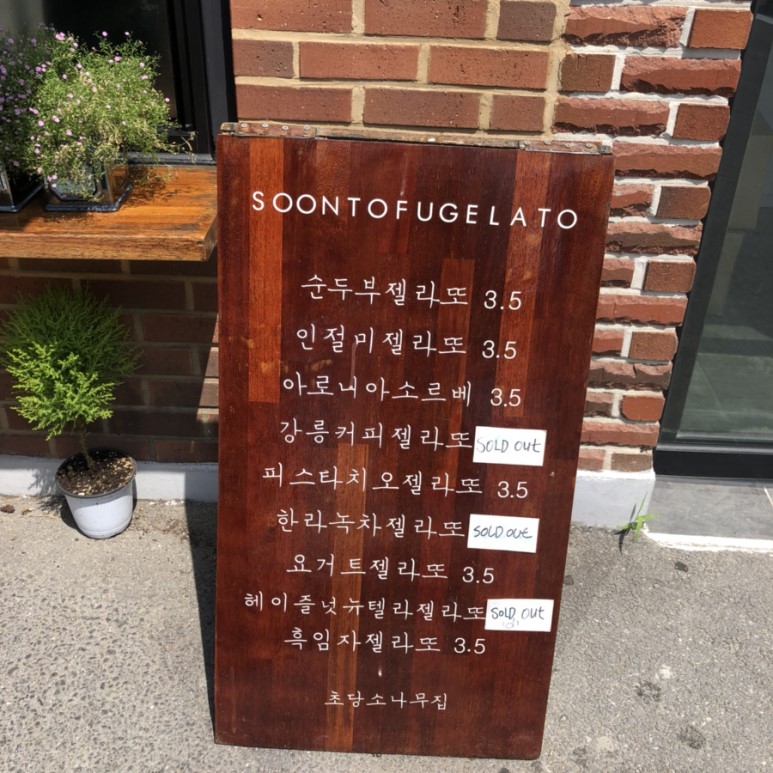 SOONTOFUGELATO
순두부젤라또 3.5
인절미젤라또 3.5
아로니아소르베 3.5
강릉커피젤라또 SOLD OUT
피스타치오젤라또 3.5
한라녹차젤라또 SOLD OUT
요거트젤라또 3.5
헤이즐넛뉴텔라젤라또 SOLD OUT
흑임자젤라또 3.5
초당소나무집